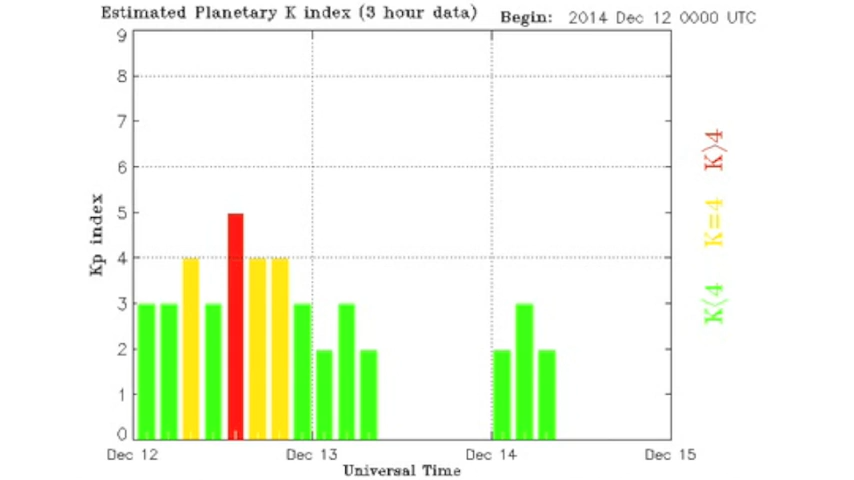 Estimated Planetary K index (3 hour data) Begin: 2014 Dec 12 0000 UTC
9
8
7
6
5
4
3
2
1
0
Kp index
Dec 12 Dec 13 Dec 14 Dec 15
Universal Time
K>4
K=4
K<4